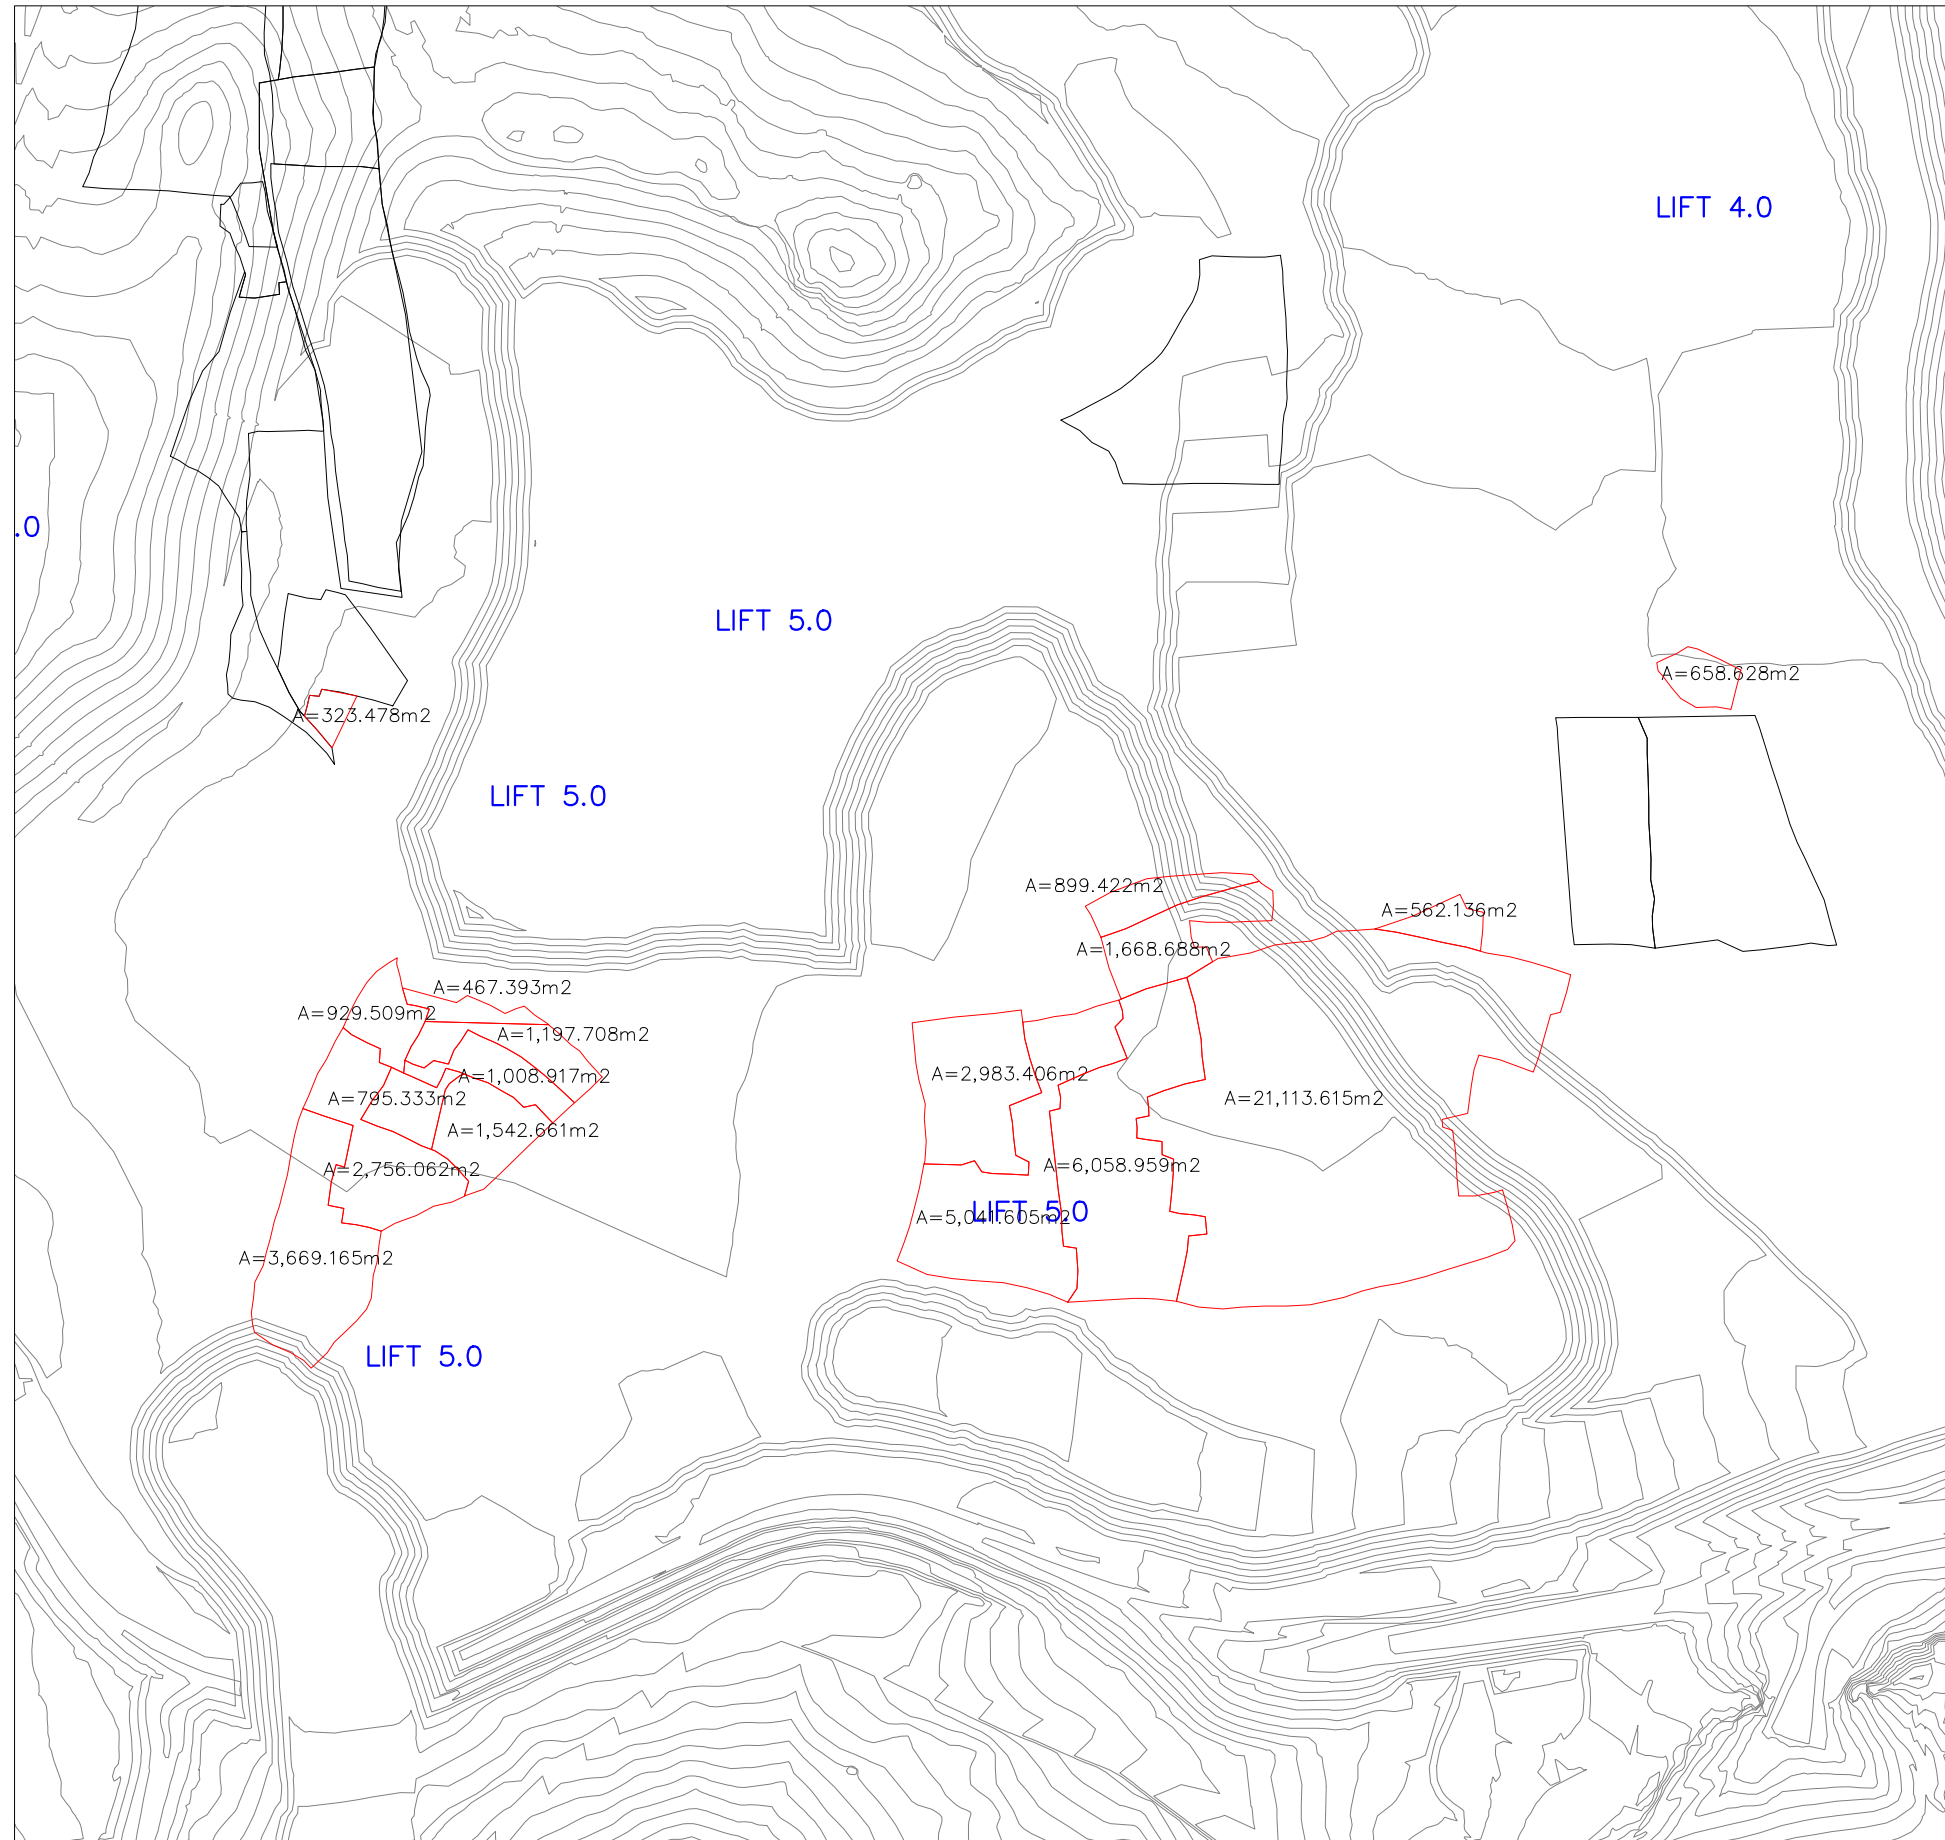 LIFT 4.0
.0
LIFT 5.0
A=658.628m2
A=323.478m2
LIFT 5.0
A=899.422m2
A=562.136m2
A=1,668.688m2
A=467.393m2
A=929.509m2
A=1,197.708m2
A=2,983.406m2
A=1,008.917m2
A=795.333m2
A=21,113.615m2
A=1,542.661m2
A=6,058.959m2
A=2,756.062m2
LIFT 5.0
A=5,041.605m2
A=3,669.165m2
LIFT 5.0